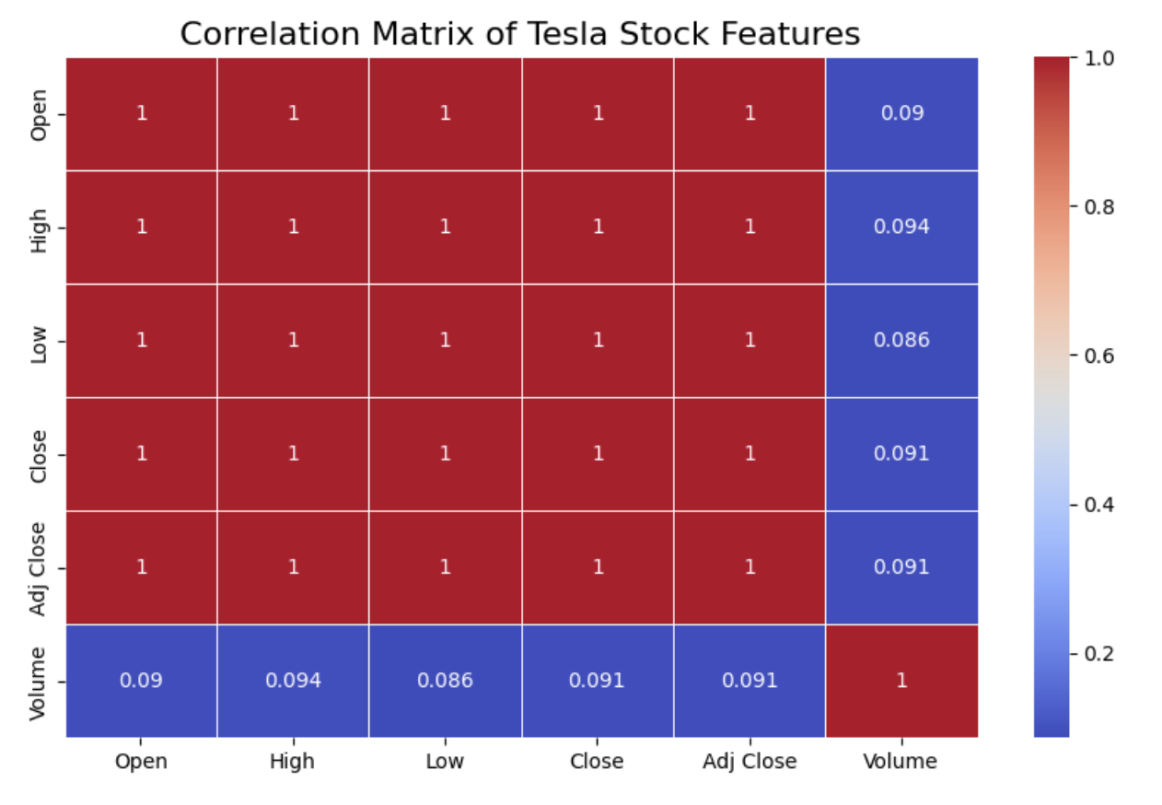 Correlation Matrix of Tesla Stock Features
Open 1 1 1 1 1 0.09
High 1 1 1 1 1 0.094
Low 1 1 1 1 1 0.086
Close 1 1 1 1 1 0.091
Adj Close 1 1 1 1 1 0.091
Volume 0.09 0.094 0.086 0.091 0.091 1
Open High Low Close Adj Close Volume
1.0
0.8
0.6
0.4
0.2